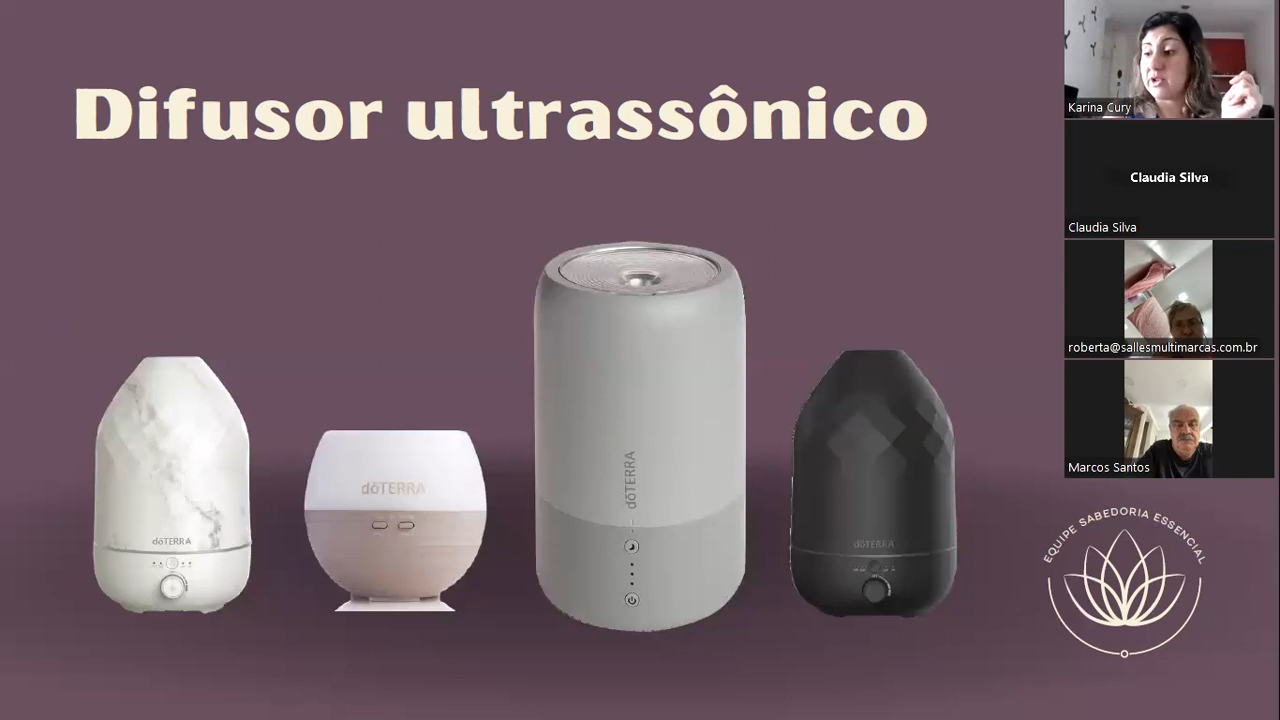 Difusor ultrassônico
dōTERRA
dōTERRA
dōTERRA
dōTERRA
Karina Cury
Claudia Silva
Claudia Silva
roberta@sallesmultimarcas.com.br
Marcos Santos
EQUIPE SABEDORIA ESSENCIAL